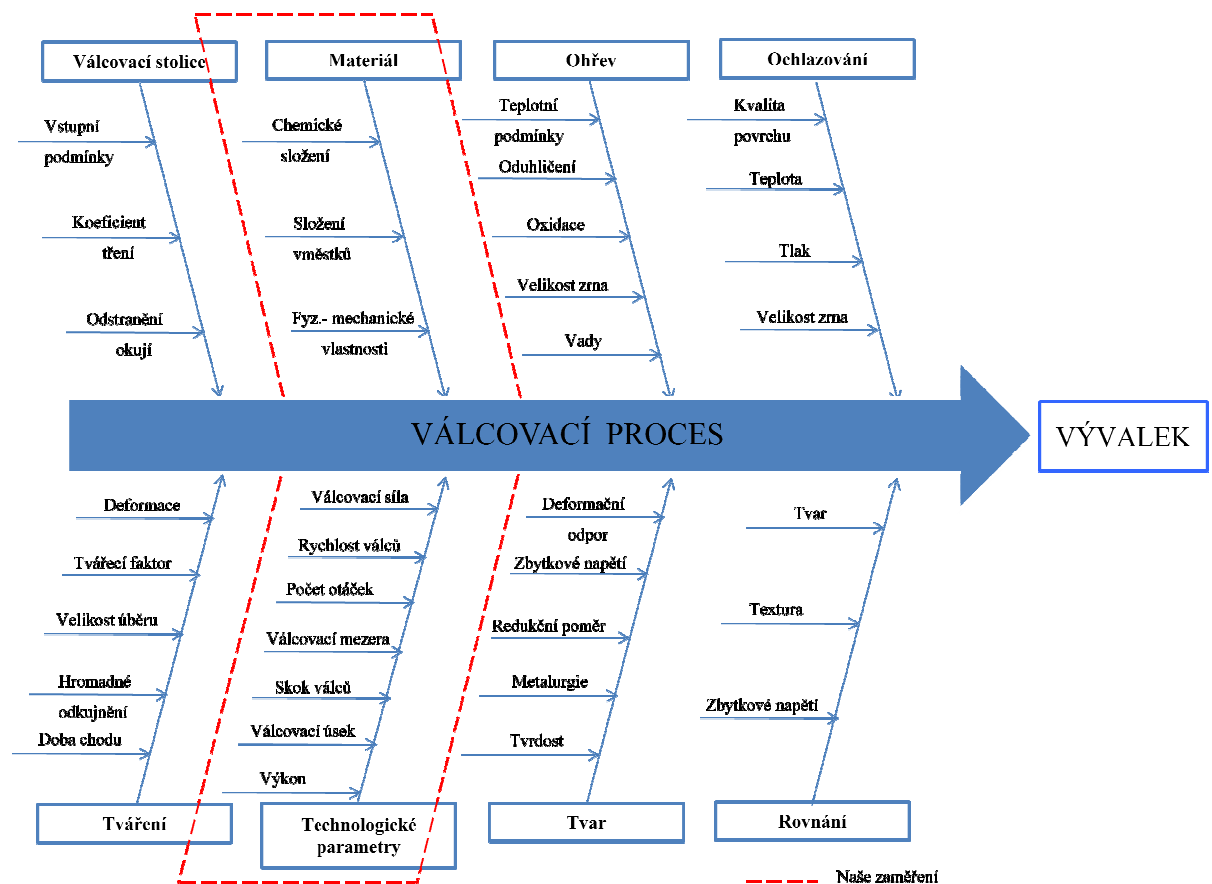 Válcovací stolice
Materiál
Ohřev
Ochlazování
Vstupní
podmínky
Koeficient
tření
Odstranění
okují
Chemické
složení
Složení
vměstků
Fyz.- mechanické
vlastnosti
Teplotní
podmínky
Oduhličení
Oxidace
Velikost zrna
Vady
Kvalita
povrchu
Teplota
Tlak
Velikost zrna
VÁLCOVACÍ PROCES
VÝVALEK
Deformace
Tvářecí faktor
Velikost úběru
Hromadné
odkujnění
Doba chodu
Válcovací síla
Rychlost válců
Počet otáček
Válcovací mezera
Skok válců
Válcovací úsek
Výkon
Deformační
odpor
Zbytkové napětí
Redukční poměr
Metalurgie
Tvrdost
Tvar
Textura
Zbytkové napětí
Tváření
Technologické
parametry
Tvar
Rovnání
Naše zaměření